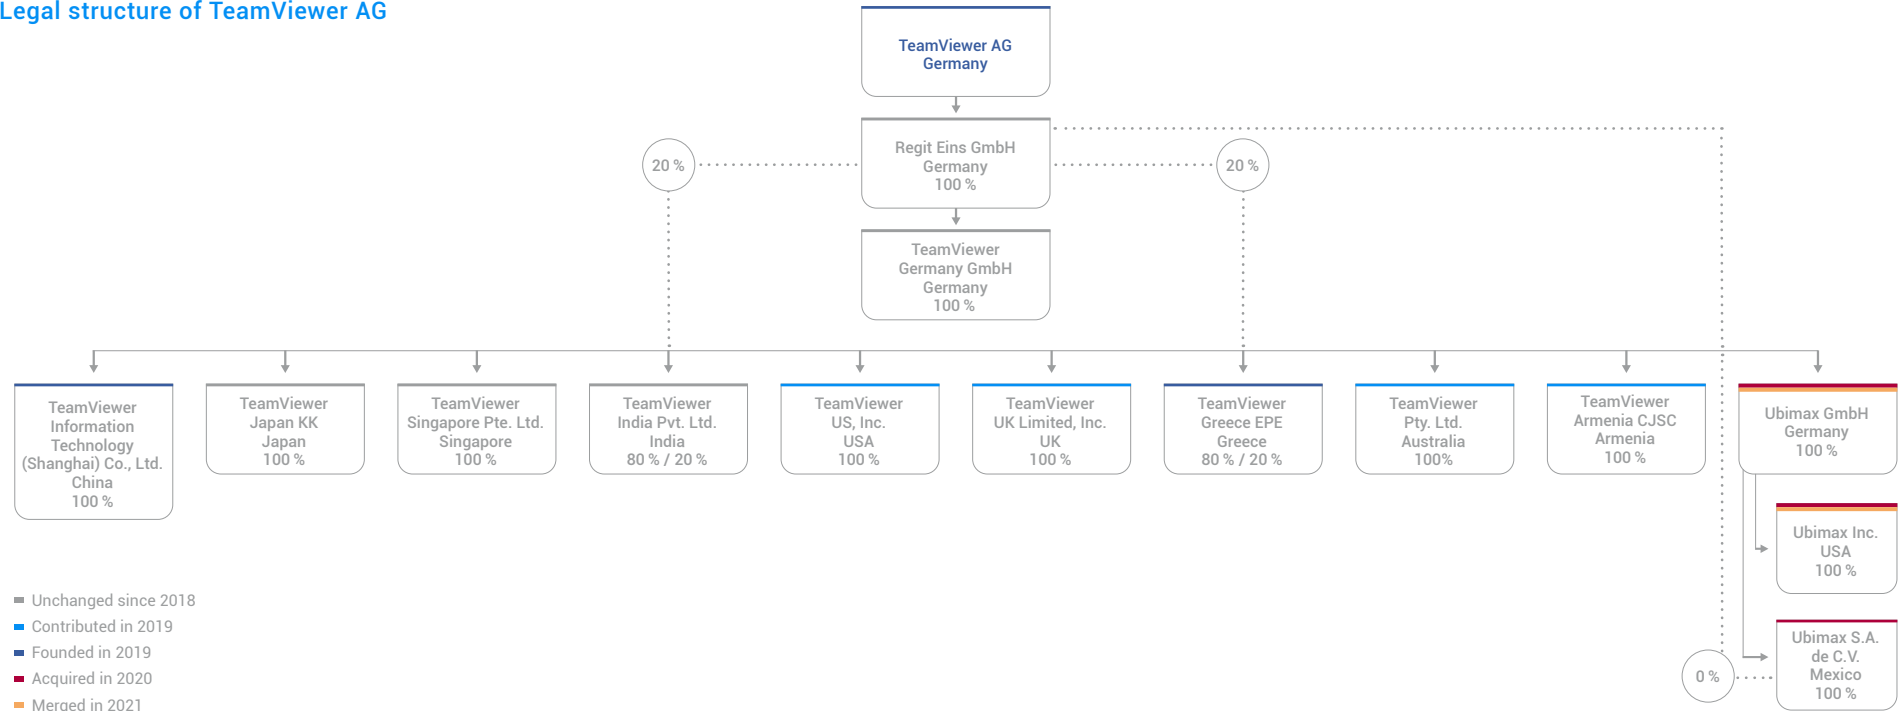 Legal structure of TeamViewer AG
TeamViewer AG
Germany
Regit Eins GmbH
Germany
100 %
20 %
20 %
TeamViewer
Germany GmbH
Germany
100 %
TeamViewer
Information
Technology
(Shanghai) Co., Ltd.
China
100 %
TeamViewer
Japan KK
Japan
100 %
TeamViewer
Singapore Pte. Ltd.
Singapore
100 %
TeamViewer
India Pvt. Ltd.
India
80 % / 20 %
TeamViewer
US, Inc.
USA
100 %
TeamViewer
UK Limited, Inc.
UK
100 %
TeamViewer
Greece EPE
Greece
80 % / 20 %
TeamViewer
Pty. Ltd.
Australia
100%
TeamViewer
Armenia CJSC
Armenia
100 %
Ubimax GmbH
Germany
100 %
Ubimax Inc.
USA
100 %
Ubimax S.A.
de C.V.
Mexico
100 %
0 %
Unchanged since 2018
Contributed in 2019
Founded in 2019
Acquired in 2020
Merged in 2021